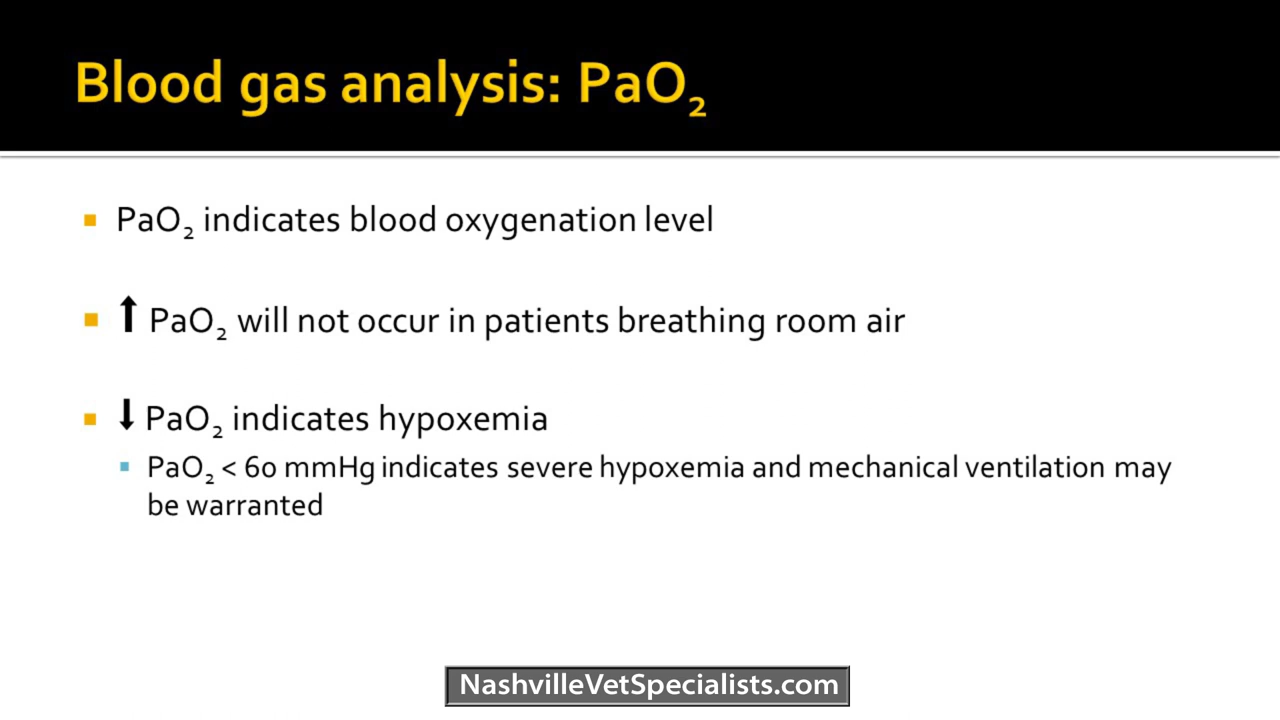 Blood gas analysis: PaO₂
▪ PaO₂ indicates blood oxygenation level
▪ ⬆ PaO₂ will not occur in patients breathing room air
▪ ⬇ PaO₂ indicates hypoxemia
▪ PaO₂ < 60 mmHg indicates severe hypoxemia and mechanical ventilation may
be warranted
NashvilleVetSpecialists.com